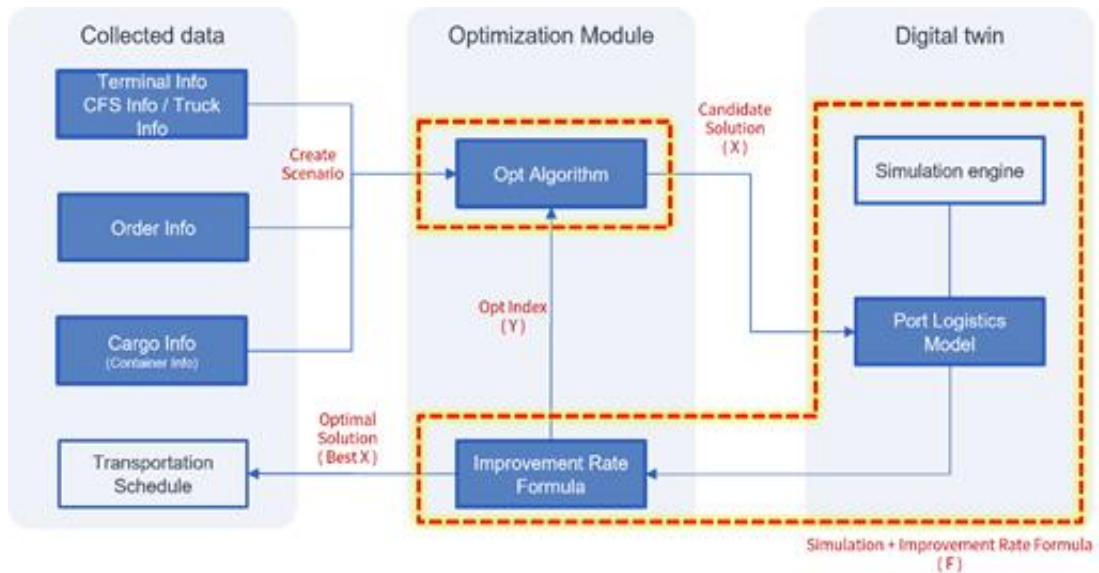 Collected data
Terminal Info
CFS Info / Truck
Info
Order Info
Cargo Info
(Container Info)
Transportation
Schedule
Create
Scenario
Optimal
Solution
(Best X)
Optimization Module
Opt Algorithm
Opt Index
(Y)
Improvement Rate
Formula
Candidate
Solution
(X)
Digital twin
Simulation engine
Port Logistics
Model
Simulation + Improvement Rate Formula
(F)